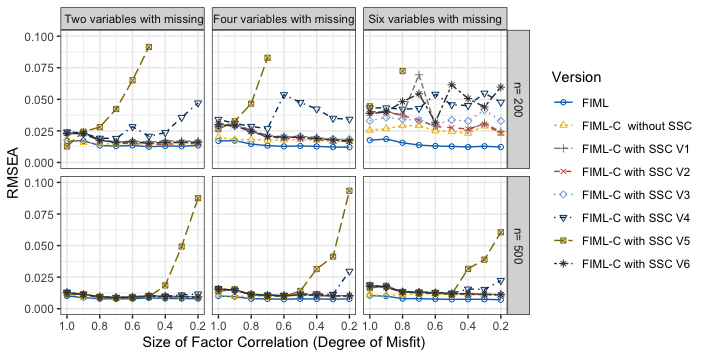 Two variables with missing
Four variables with missing
Six variables with missing
0.100
0.075
0.050
0.025
0.000
n= 200
0.100
0.075
0.050
0.025
0.000
n= 500
RMSEA
1.0 0.8 0.6 0.4 0.2
1.0 0.8 0.6 0.4 0.2
1.0 0.8 0.6 0.4 0.2
Size of Factor Correlation (Degree of Misfit)
Version
FIML
FIML-C without SSC
FIML-C with SSC V1
FIML-C with SSC V2
FIML-C with SSC V3
FIML-C with SSC V4
FIML-C with SSC V5
FIML-C with SSC V6